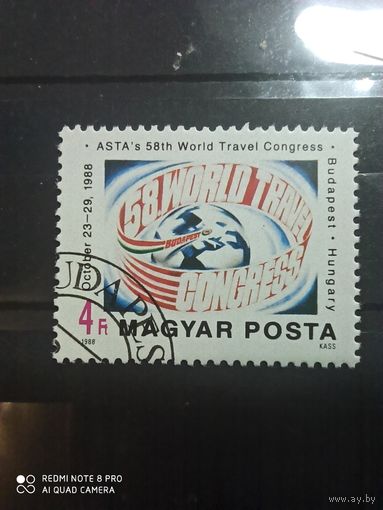 • ASTA's 58th World Travel Congress •
Budapest • Hungary
October 23–29, 1988
58. WORLD TRAVEL
BUDAPEST
CONGRESS
4 Ft
MAGYAR POSTA
1988
KASS
BUDAPES
REDMI NOTE 8 PRO
AI QUAD CAMERA
www.ay.by